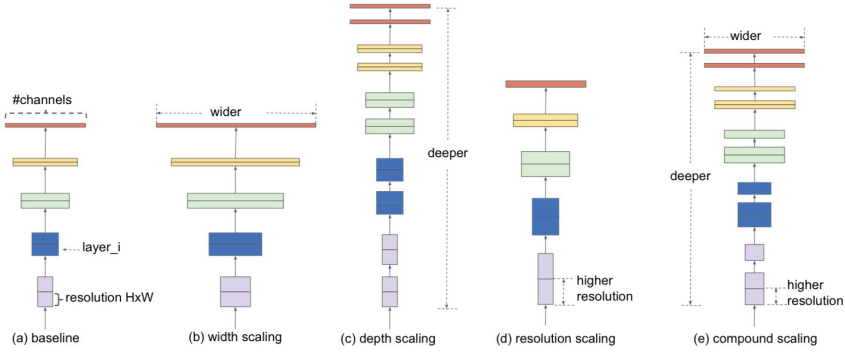 #channels
layer_i
resolution HxW
(a) baseline
wider
(b) width scaling
deeper
(c) depth scaling
higher
resolution
(d) resolution scaling
wider
deeper
higher
resolution
(e) compound scaling